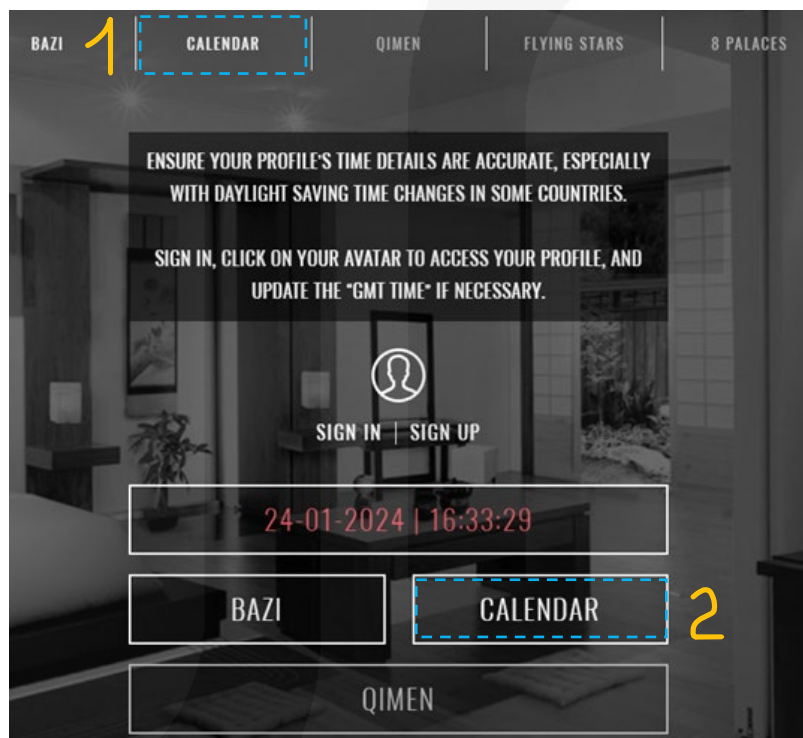 BAZI 1 CALENDAR QIMEN FLYING STARS 8 PALACES
ENSURE YOUR PROFILE'S TIME DETAILS ARE ACCURATE, ESPECIALLY
WITH DAYLIGHT SAVING TIME CHANGES IN SOME COUNTRIES.
SIGN IN, CLICK ON YOUR AVATAR TO ACCESS YOUR PROFILE, AND
UPDATE THE "GMT TIME" IF NECESSARY.
SIGN IN | SIGN UP
24-01-2024 | 16:33:29
BAZI CALENDAR 2
QIMEN